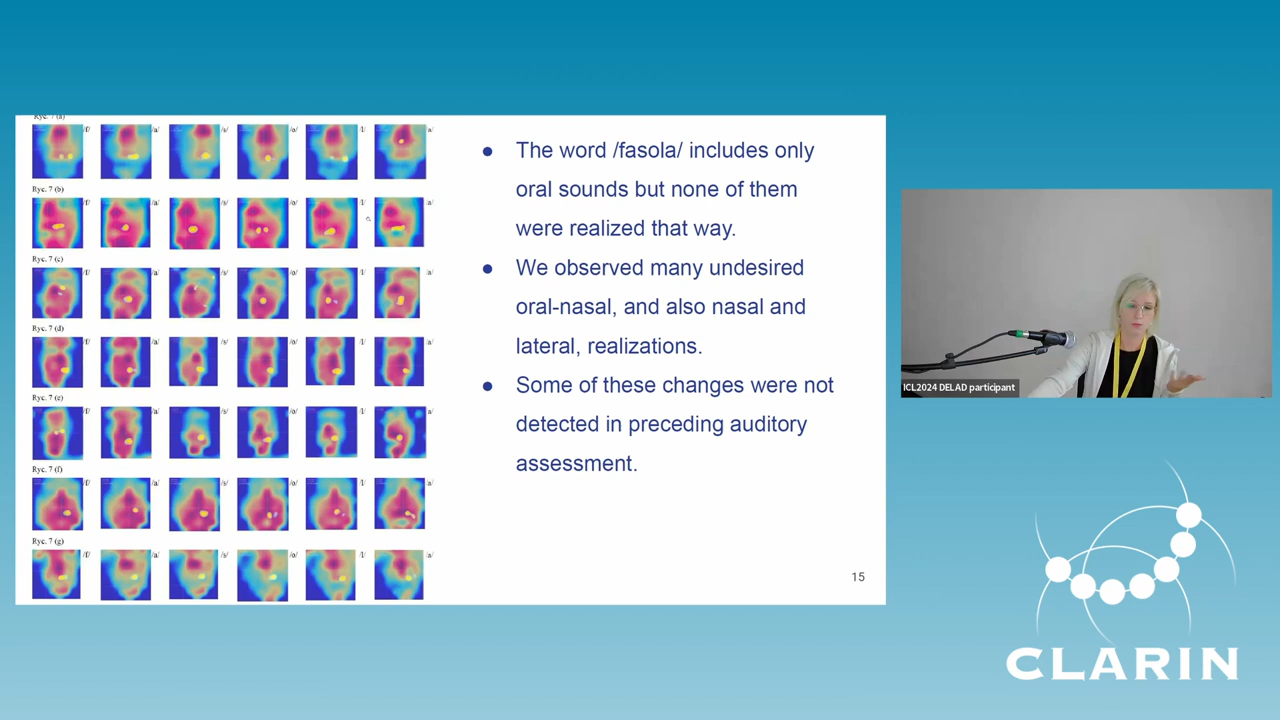 Ryc. 7 (a)
/f/ /a/ /s/ /o/ /l/ /a/
Ryc. 7 (b)
/f/ /a/ /s/ /o/ /l/ /a/
Ryc. 7 (c)
/f/ /a/ /s/ /o/ /l/ /a/
Ryc. 7 (d)
/f/ /a/ /s/ /o/ /l/ /a/
Ryc. 7 (e)
/f/ /a/ /s/ /o/ /l/ /a/
Ryc. 7 (f)
/f/ /a/ /s/ /o/ /l/ /a/
Ryc. 7 (g)
/f/ /a/ /s/ /o/ /l/ /a/
● The word /fasola/ includes only
oral sounds but none of them
were realized that way.
● We observed many undesired
oral-nasal, and also nasal and
lateral, realizations.
● Some of these changes were not
detected in preceding auditory
assessment.
15
ICL2024 DELAD participant
CLARIN